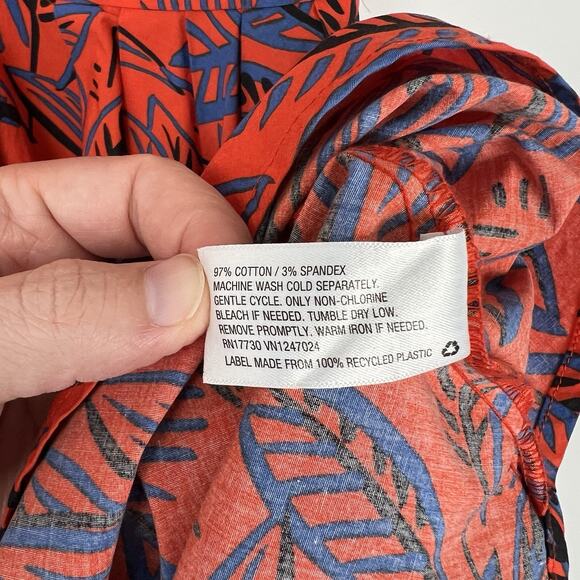 97% COTTON / 3% SPANDEX
MACHINE WASH COLD SEPARATELY.
GENTLE CYCLE. ONLY NON-CHLORINE
BLEACH IF NEEDED. TUMBLE DRY LOW.
REMOVE PROMPTLY. WARM IRON IF NEEDED.
RN17730 VN1247024
LABEL MADE FROM 100% RECYCLED PLASTIC